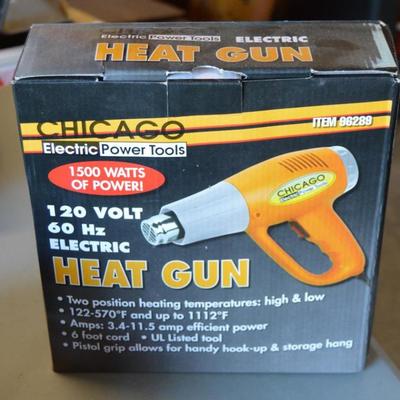 Electric Power Tools
ELECTRIC
HEAT GUN
CHICAGO
Electric Power Tools
ITEM 96289
1500 WATTS
OF POWER!
120 VOLT
60 Hz
ELECTRIC
HEAT GUN
CHICAGO
Electric Power Tools
• Two position heating temperatures: high & low
• 122-570°F and up to 1112°F
• Amps: 3.4-11.5 amp efficient power
• 6 foot cord • UL Listed tool
• Pistol grip allows for handy hook-up & storage hang